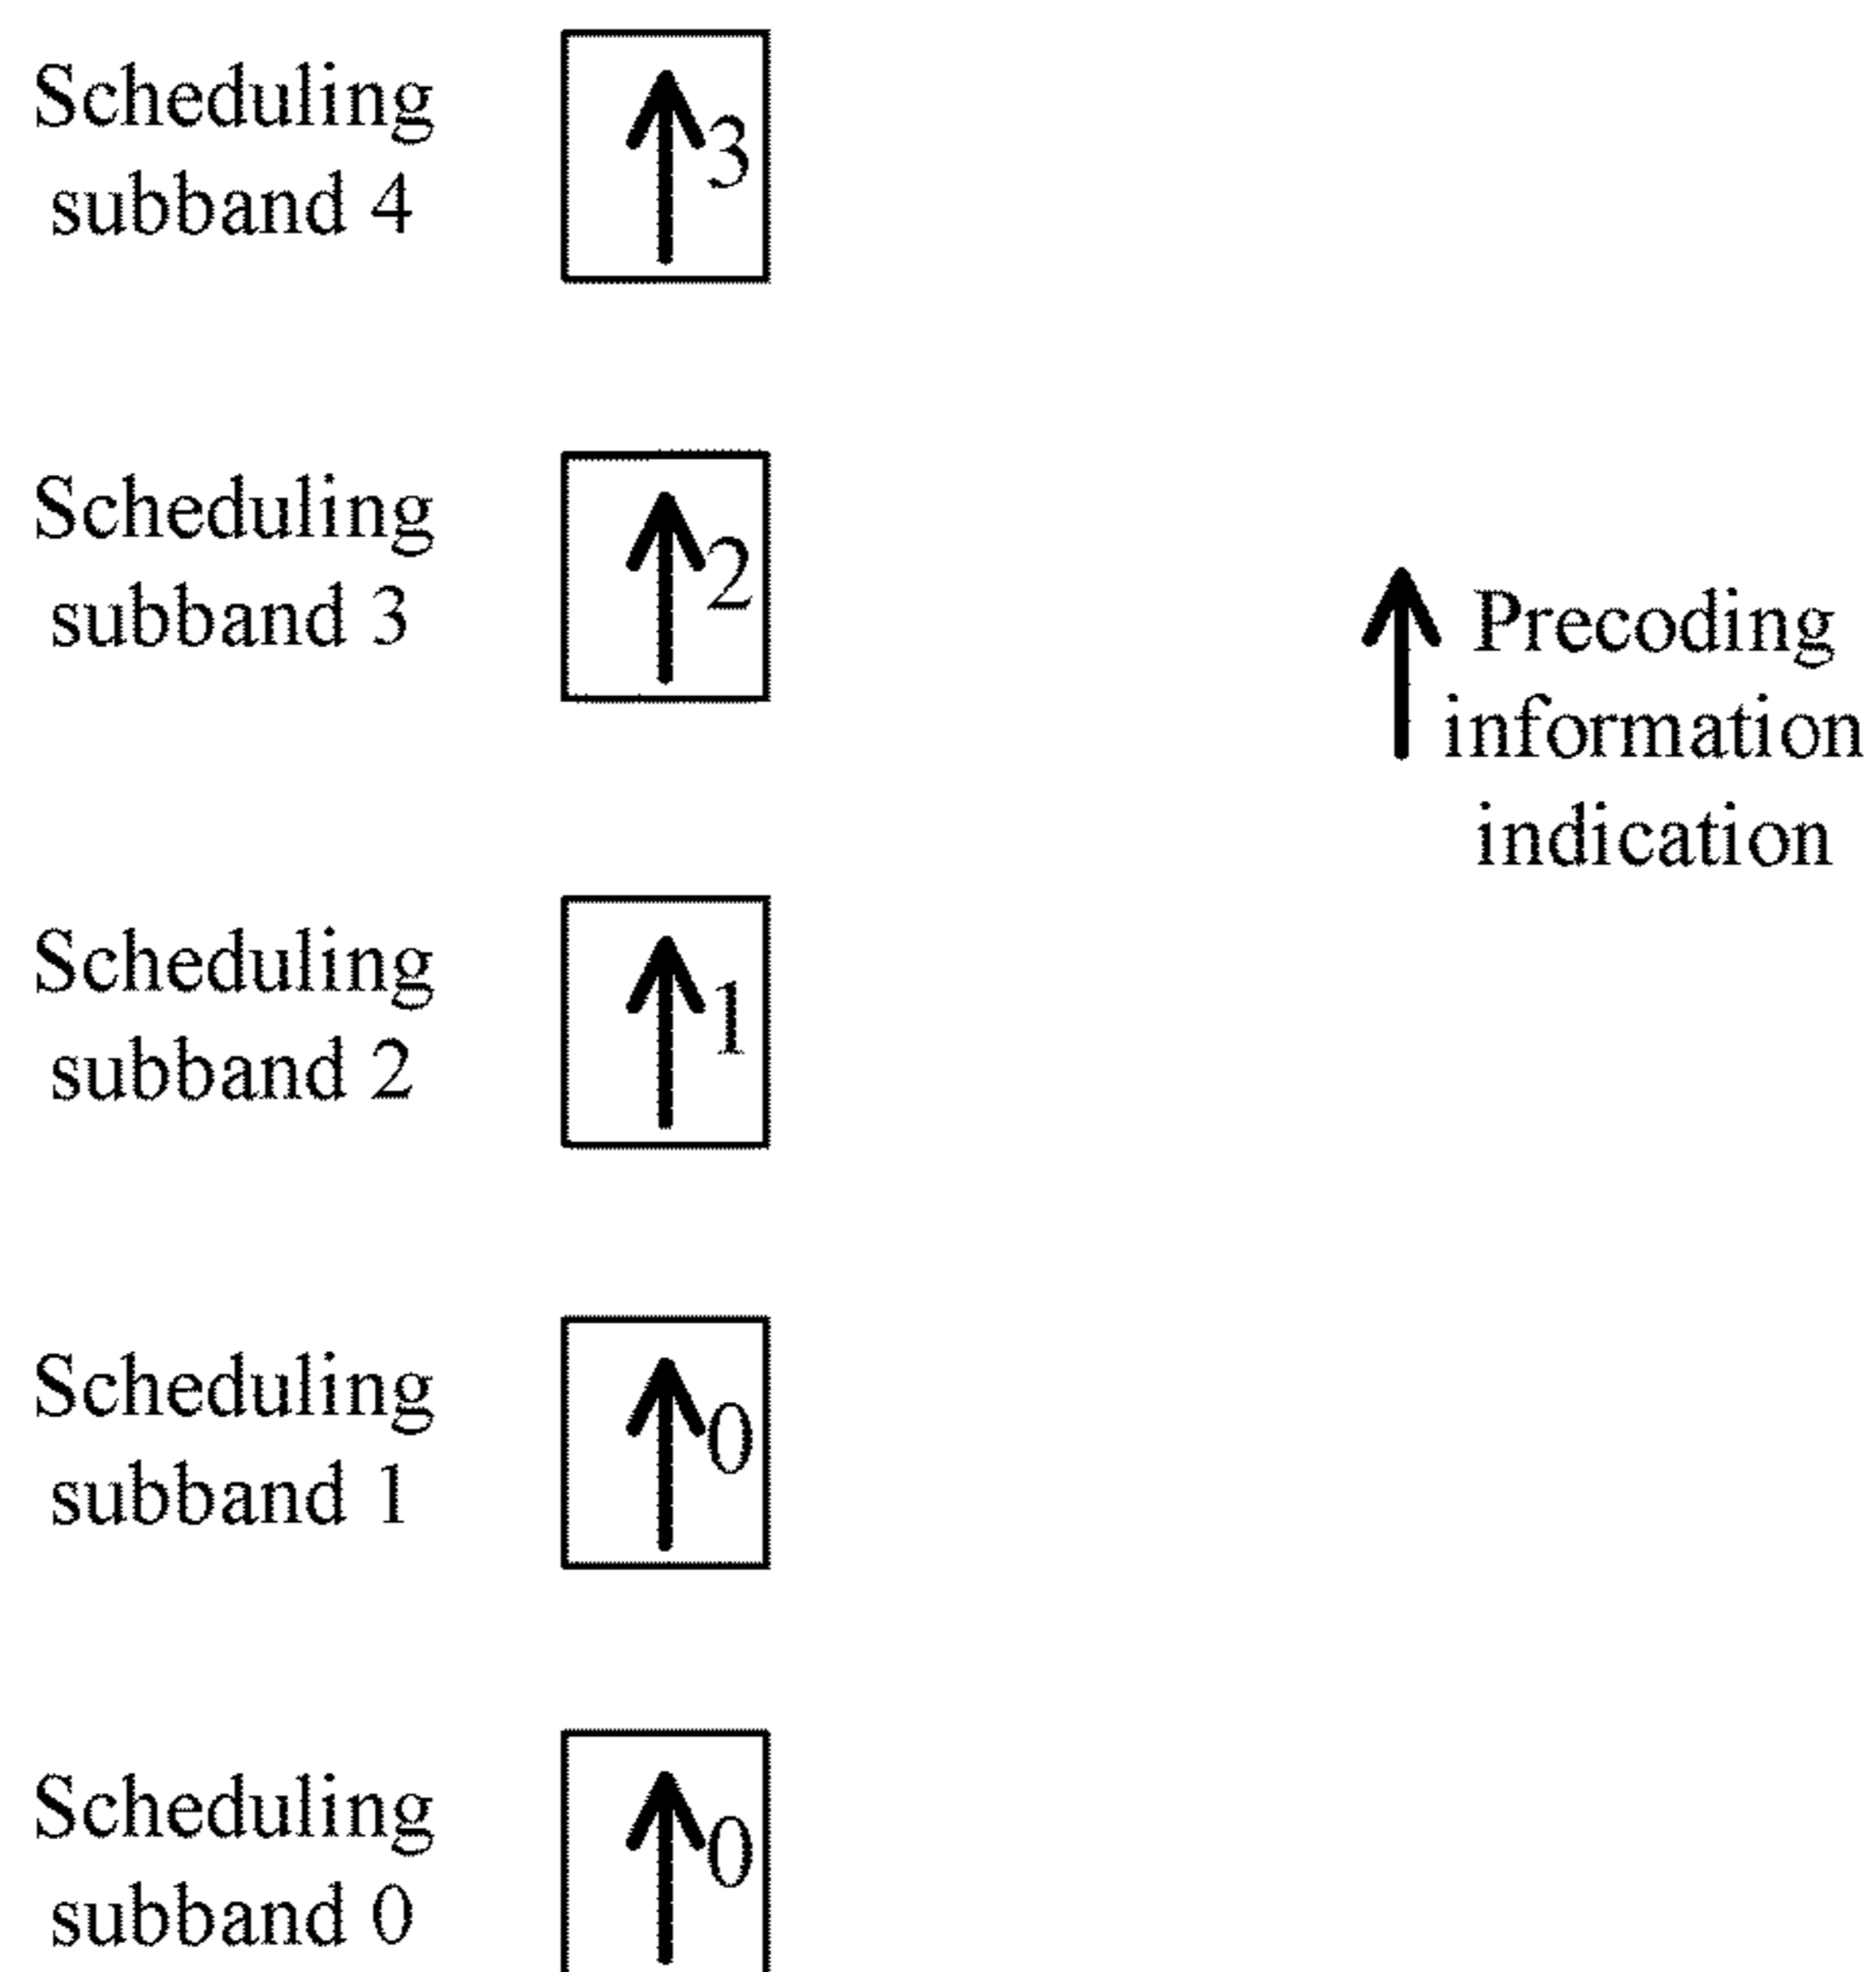 Scheduling
subband 4
3
Scheduling
subband 3
2
Precoding
information
indication
Scheduling
subband 2
1
Scheduling
subband 1
0
Scheduling
subband 0
0